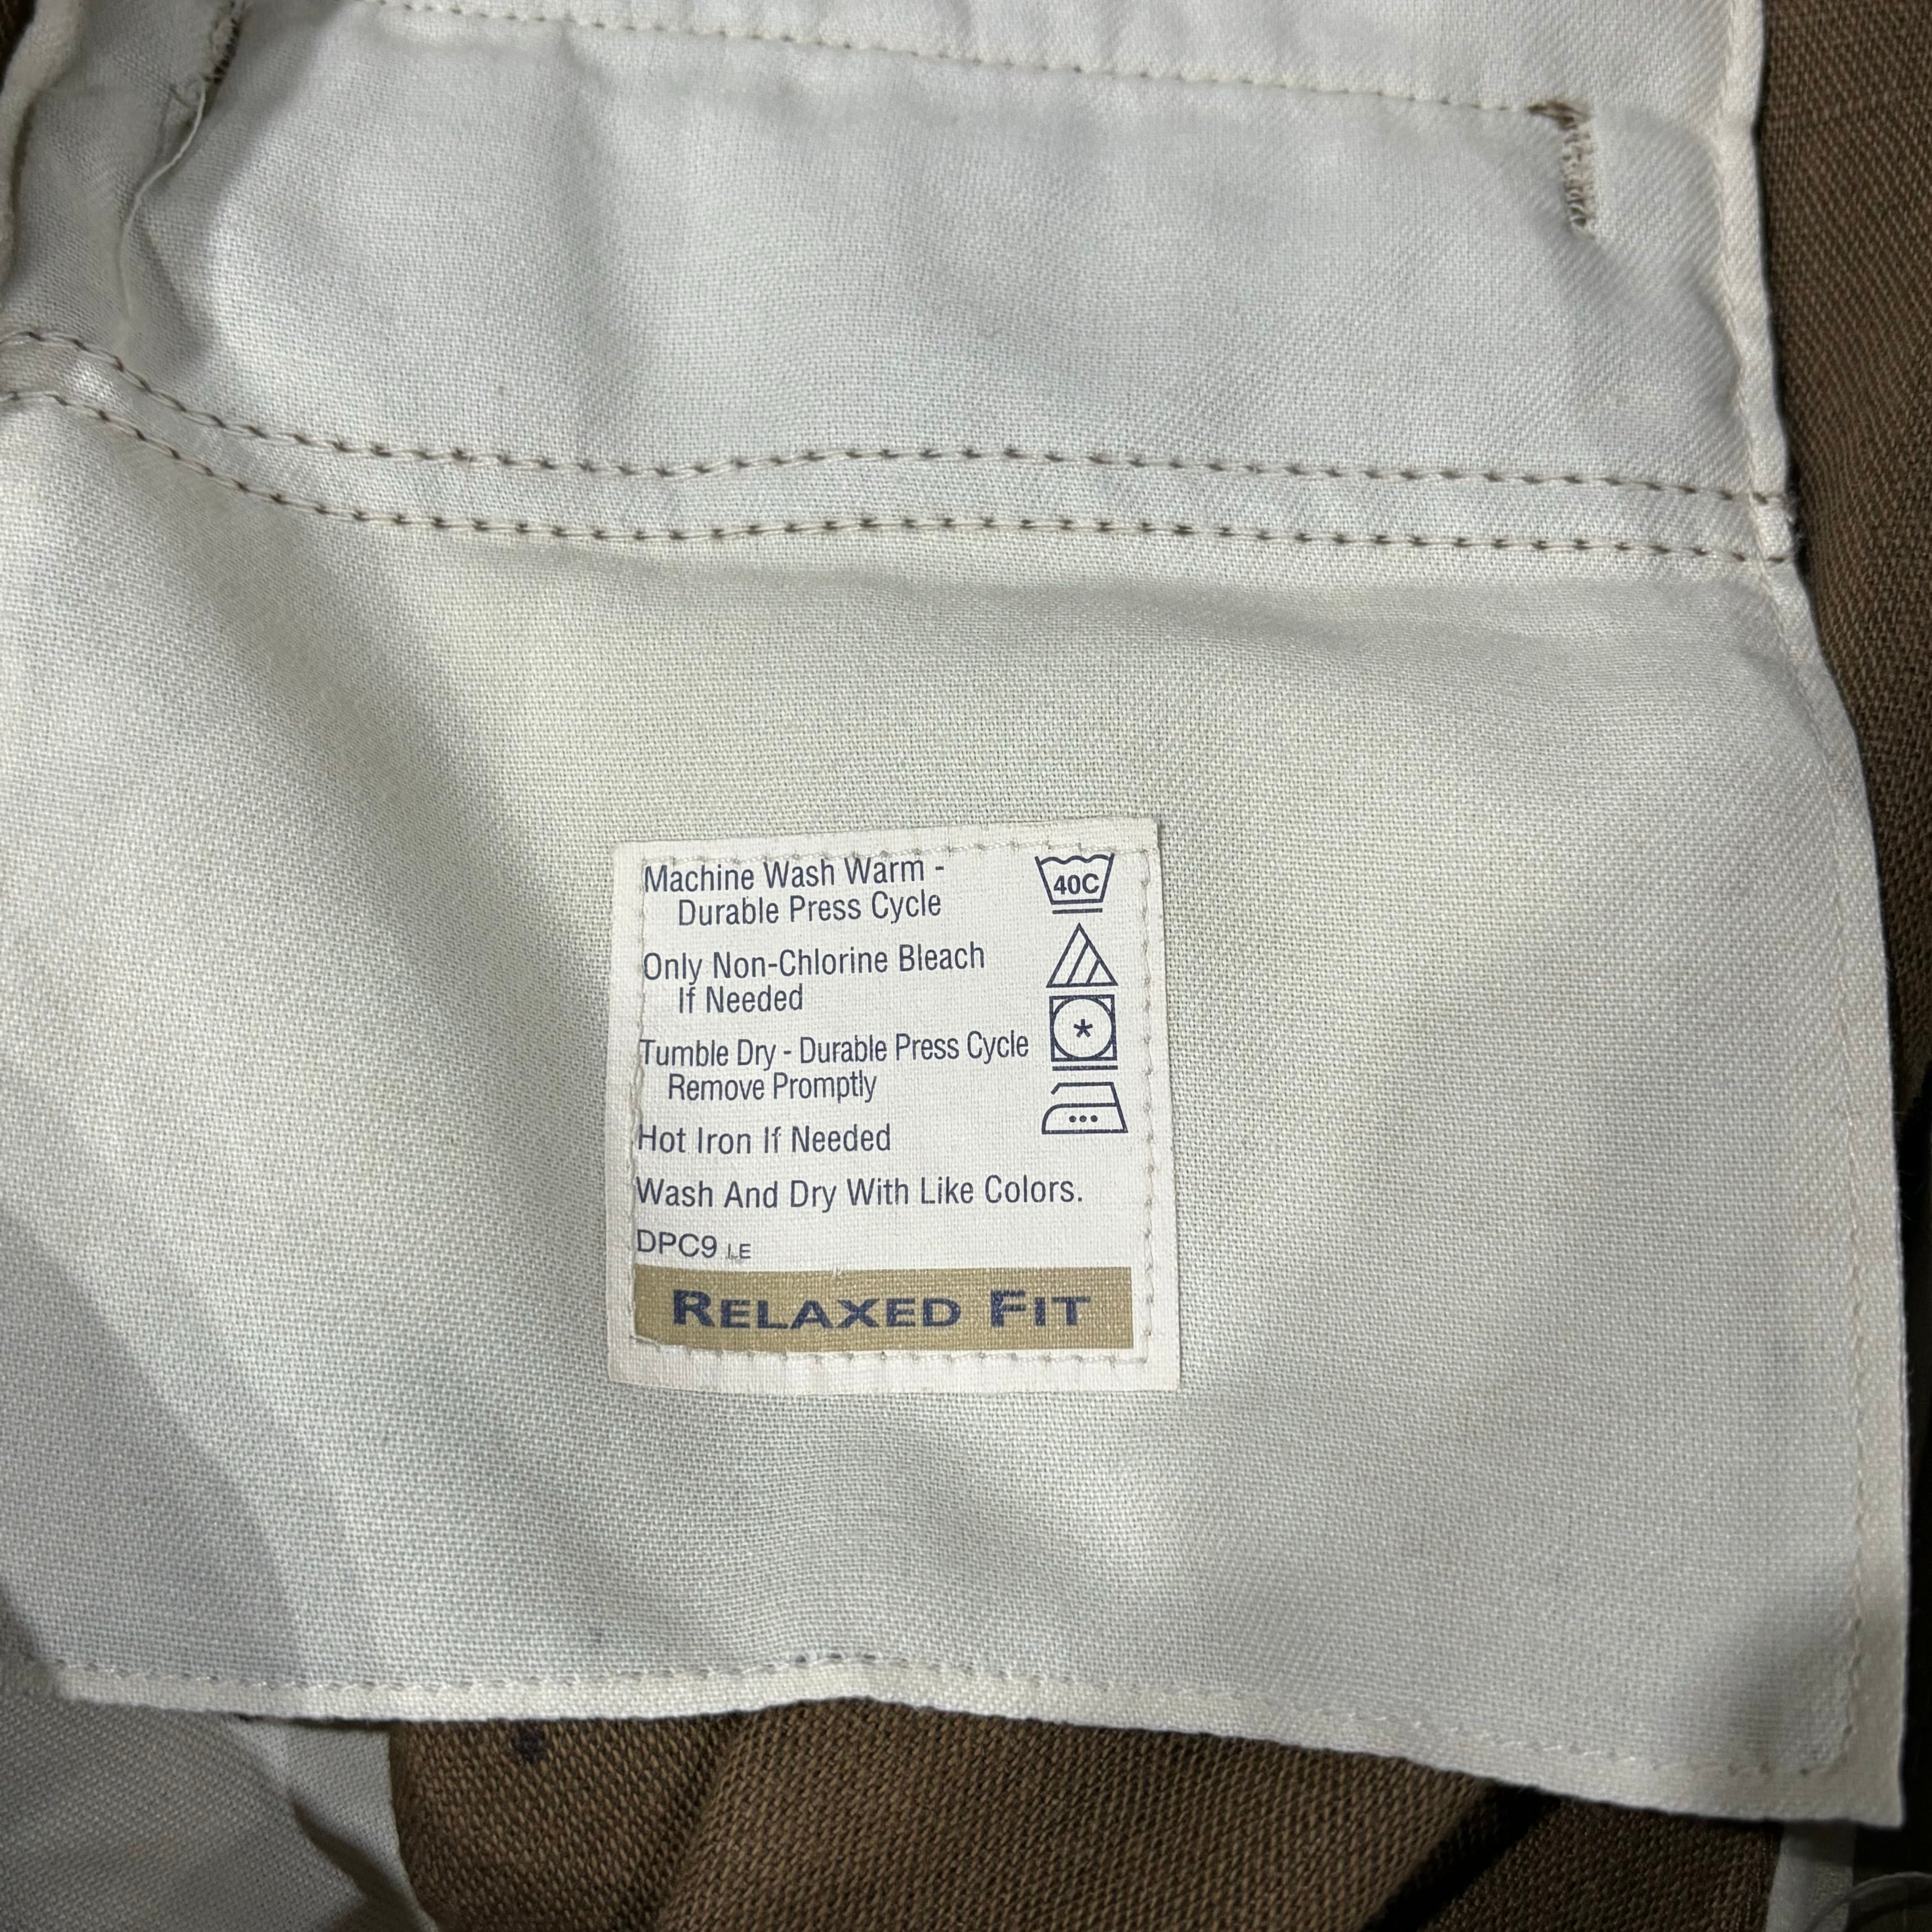 Machine Wash Warm -
Durable Press Cycle
40C
Only Non-Chlorine Bleach
If Needed
Tumble Dry - Durable Press Cycle
Remove Promptly
Hot Iron If Needed
Wash And Dry With Like Colors.
DPC9 LE
RELAXED FIT